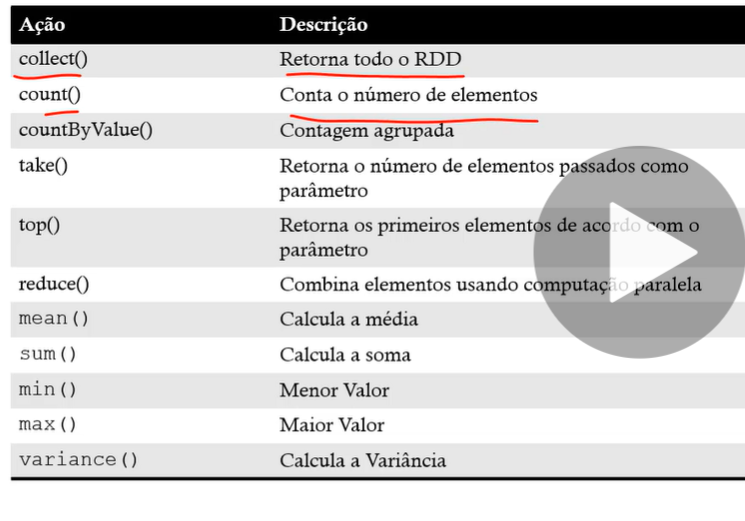 Ação Descrição
collect() Retorna todo o RDD
count() Conta o número de elementos
countByValue() Contagem agrupada
take() Retorna o número de elementos passados como
parâmetro
top() Retorna os primeiros elementos de acordo com o
parâmetro
reduce() Combina elementos usando computação paralela
mean() Calcula a média
sum() Calcula a soma
min() Menor Valor
max() Maior Valor
variance() Calcula a Variância